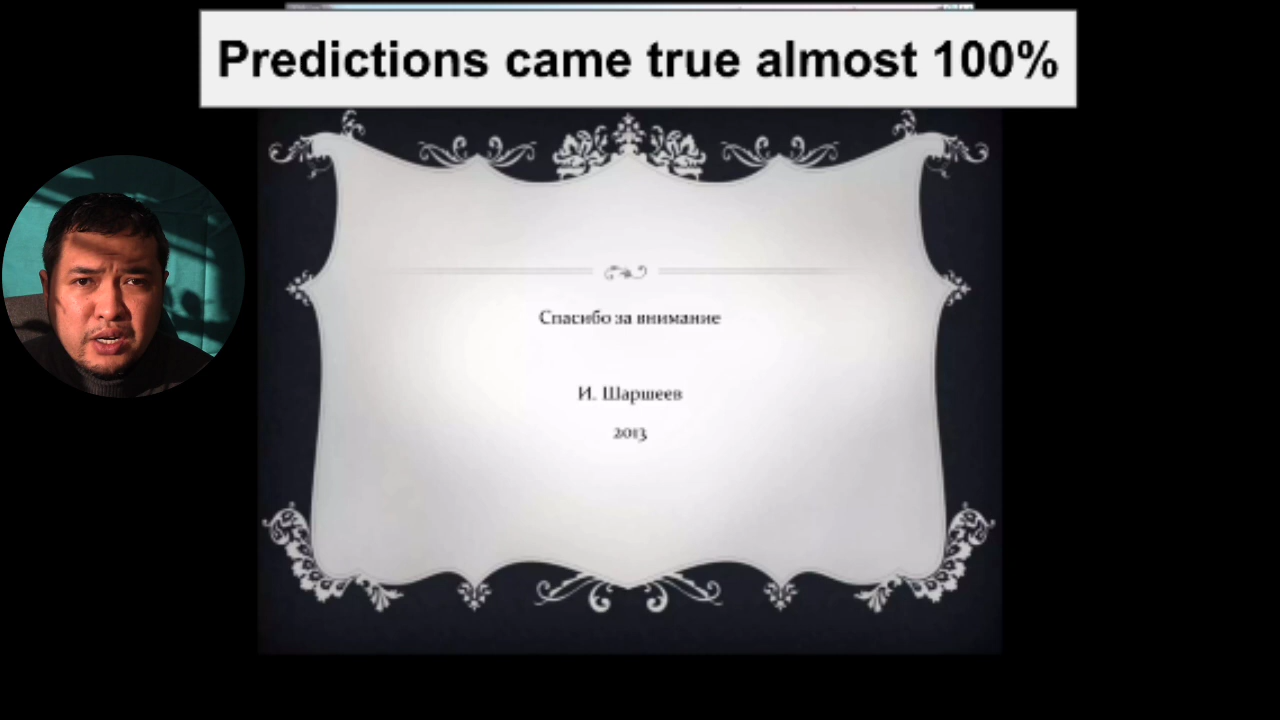 Predictions came true almost 100%
Спасибо за внимание
И. Шаршеев
2013